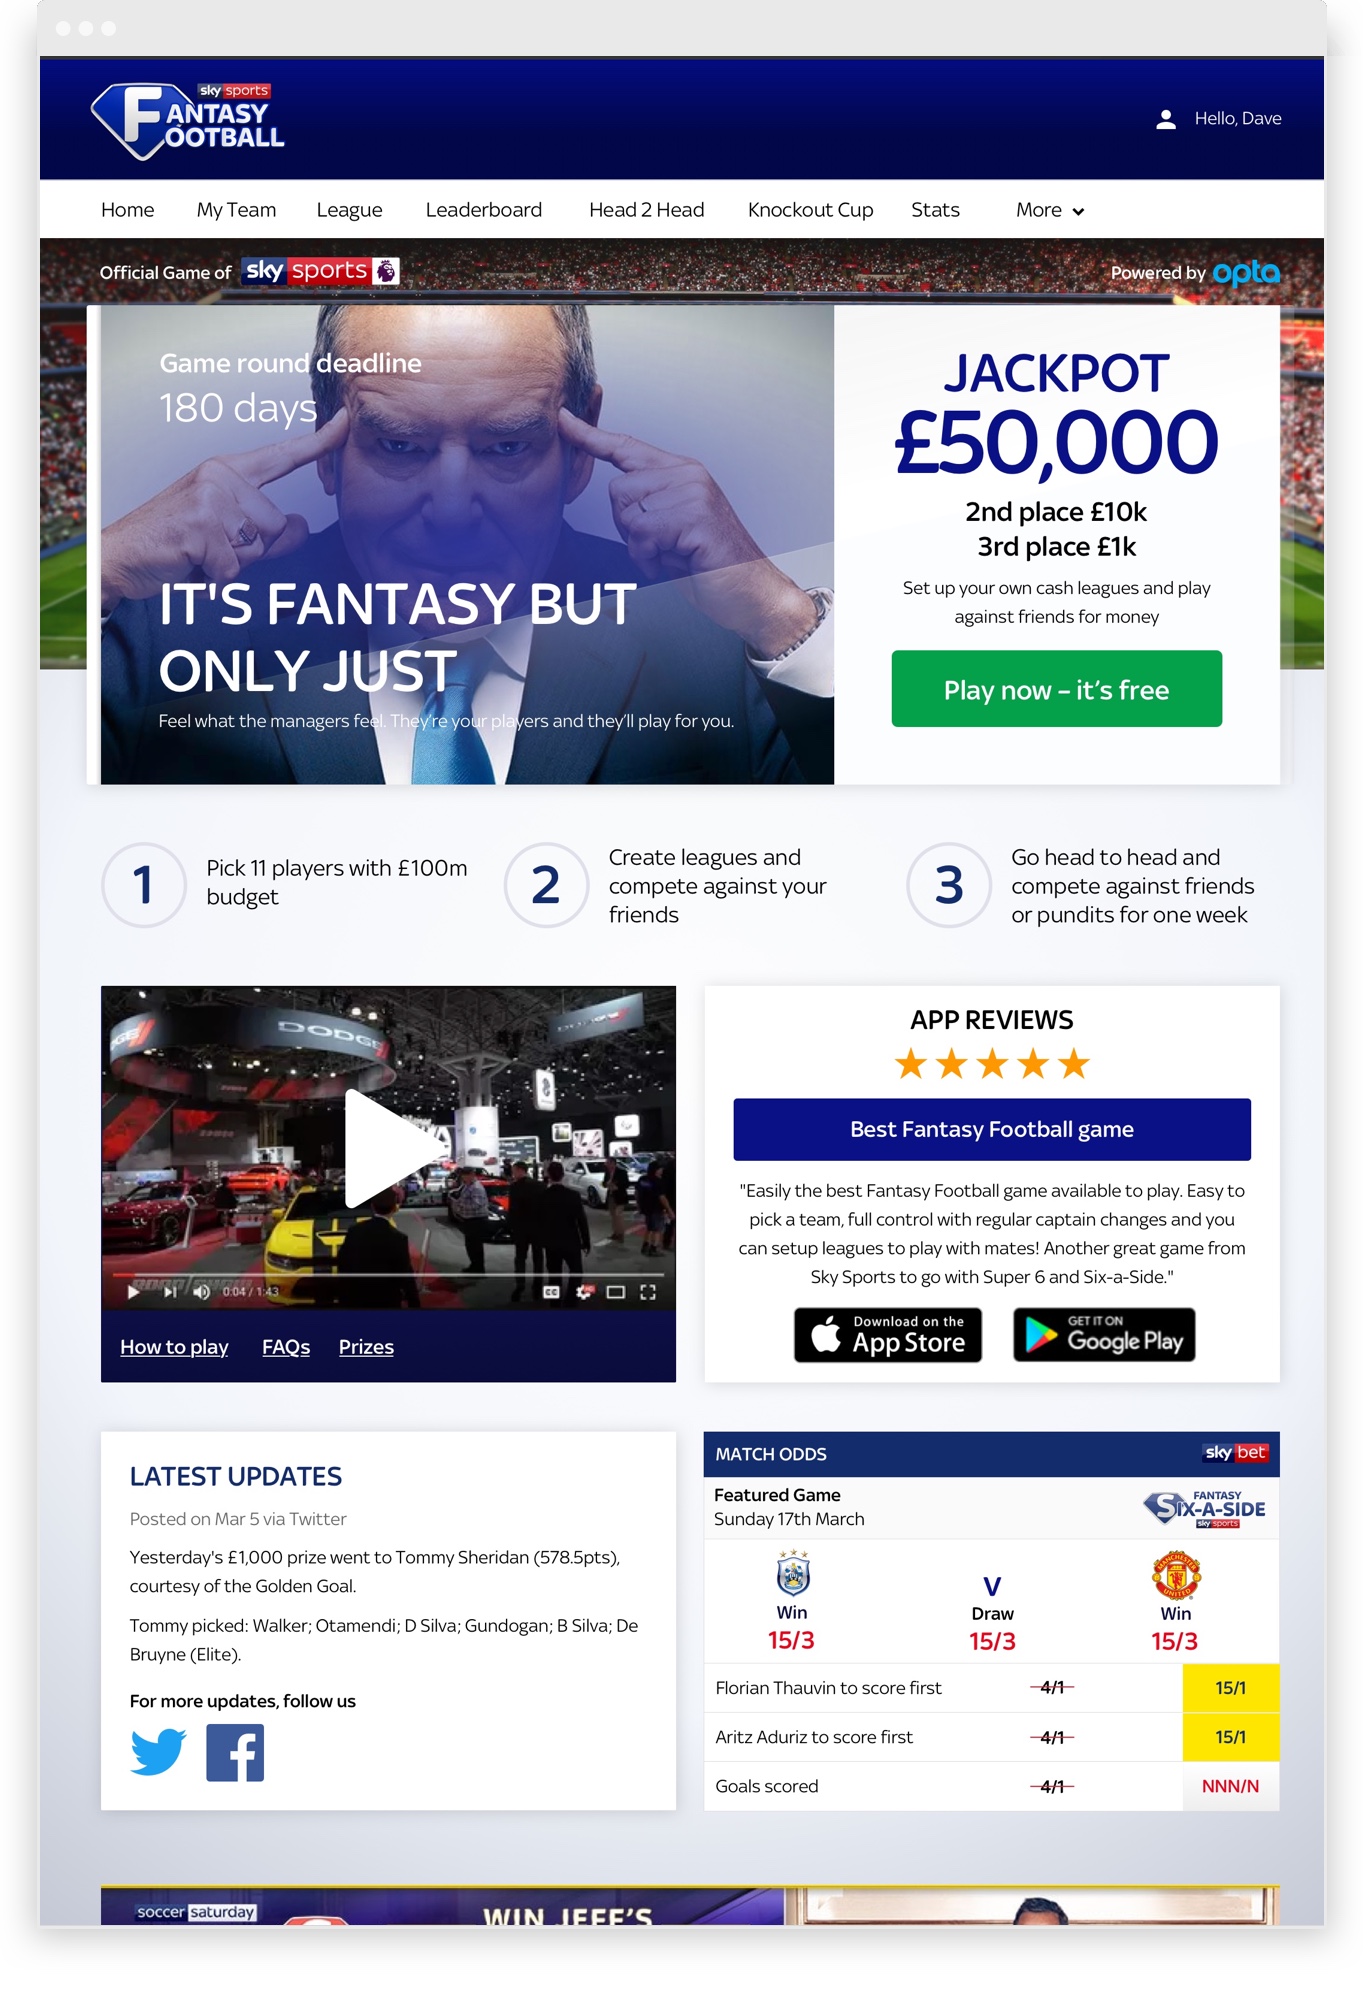 sky sports
FANTASY
FOOTBALL
Hello, Dave
Home My Team League Leaderboard Head 2 Head Knockout Cup Stats More
Official Game of sky sports
Powered by opta
Game round deadline
180 days
IT'S FANTASY BUT
ONLY JUST
Feel what the managers feel. They're your players and they'll play for you.
JACKPOT
£50,000
2nd place £10k
3rd place £1k
Set up your own cash leagues and play
against friends for money
Play now – it's free
1
Pick 11 players with £100m
budget
2
Create leagues and
compete against your
friends
3
Go head to head and
compete against friends
or pundits for one week
DODGE
0:04 / 1:43
How to play FAQs Prizes
APP REVIEWS
Best Fantasy Football game
"Easily the best Fantasy Football game available to play. Easy to
pick a team, full control with regular captain changes and you
can setup leagues to play with mates! Another great game from
Sky Sports to go with Super 6 and Six-a-Side."
Download on the
App Store
GET IT ON
Google Play
LATEST UPDATES
Posted on Mar 5 via Twitter
Yesterday's £1,000 prize went to Tommy Sheridan (578.5pts),
courtesy of the Golden Goal.
Tommy picked: Walker; Otamendi; D Silva; Gundogan; B Silva; De
Bruyne (Elite).
For more updates, follow us
MATCH ODDS
sky bet
Featured Game
Sunday 17th March
FANTASY
SIX-A-SIDE
sky sports
MANCHESTER
UNITED
V
Win Draw Win
15/3 15/3 15/3
Florian Thauvin to score first 4/1 15/1
Aritz Aduriz to score first 4/1 15/1
Goals scored 4/1 NNN/N
soccer saturday
WIN JEFF'S